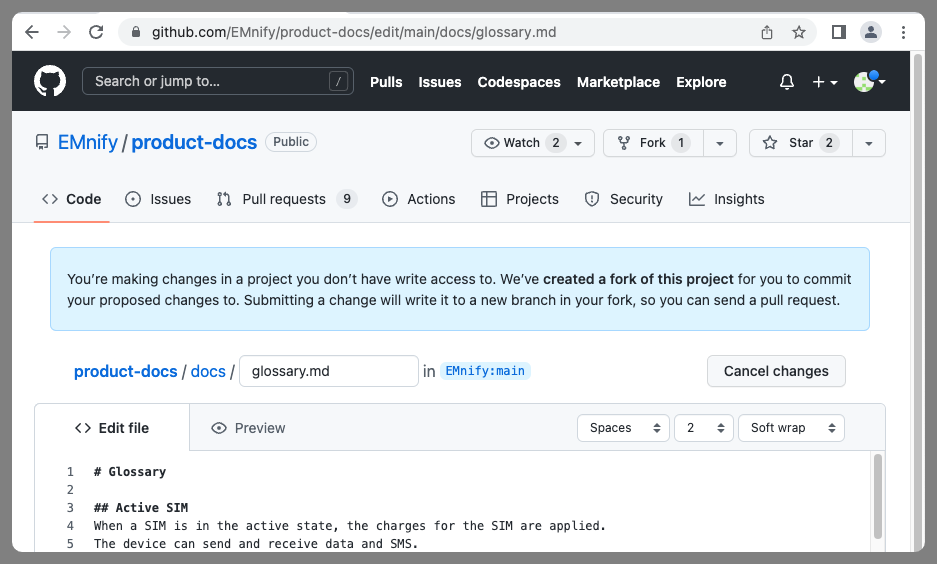 github.com/EMnify/product-docs/edit/main/docs/glossary.md
Search or jump to... / Pulls Issues Codespaces Marketplace Explore
EMnify / product-docs Public Watch 2 Fork 1 Star 2
Code Issues Pull requests 9 Actions Projects Security Insights
You're making changes in a project you don't have write access to. We've created a fork of this project for you to commit
your proposed changes to. Submitting a change will write it to a new branch in your fork, so you can send a pull request.
product-docs / docs / glossary.md in EMnify:main Cancel changes
Edit file Preview Spaces 2 Soft wrap
1 # Glossary
2
3 ## Active SIM
4 When a SIM is in the active state, the charges for the SIM are applied.
5 The device can send and receive data and SMS.